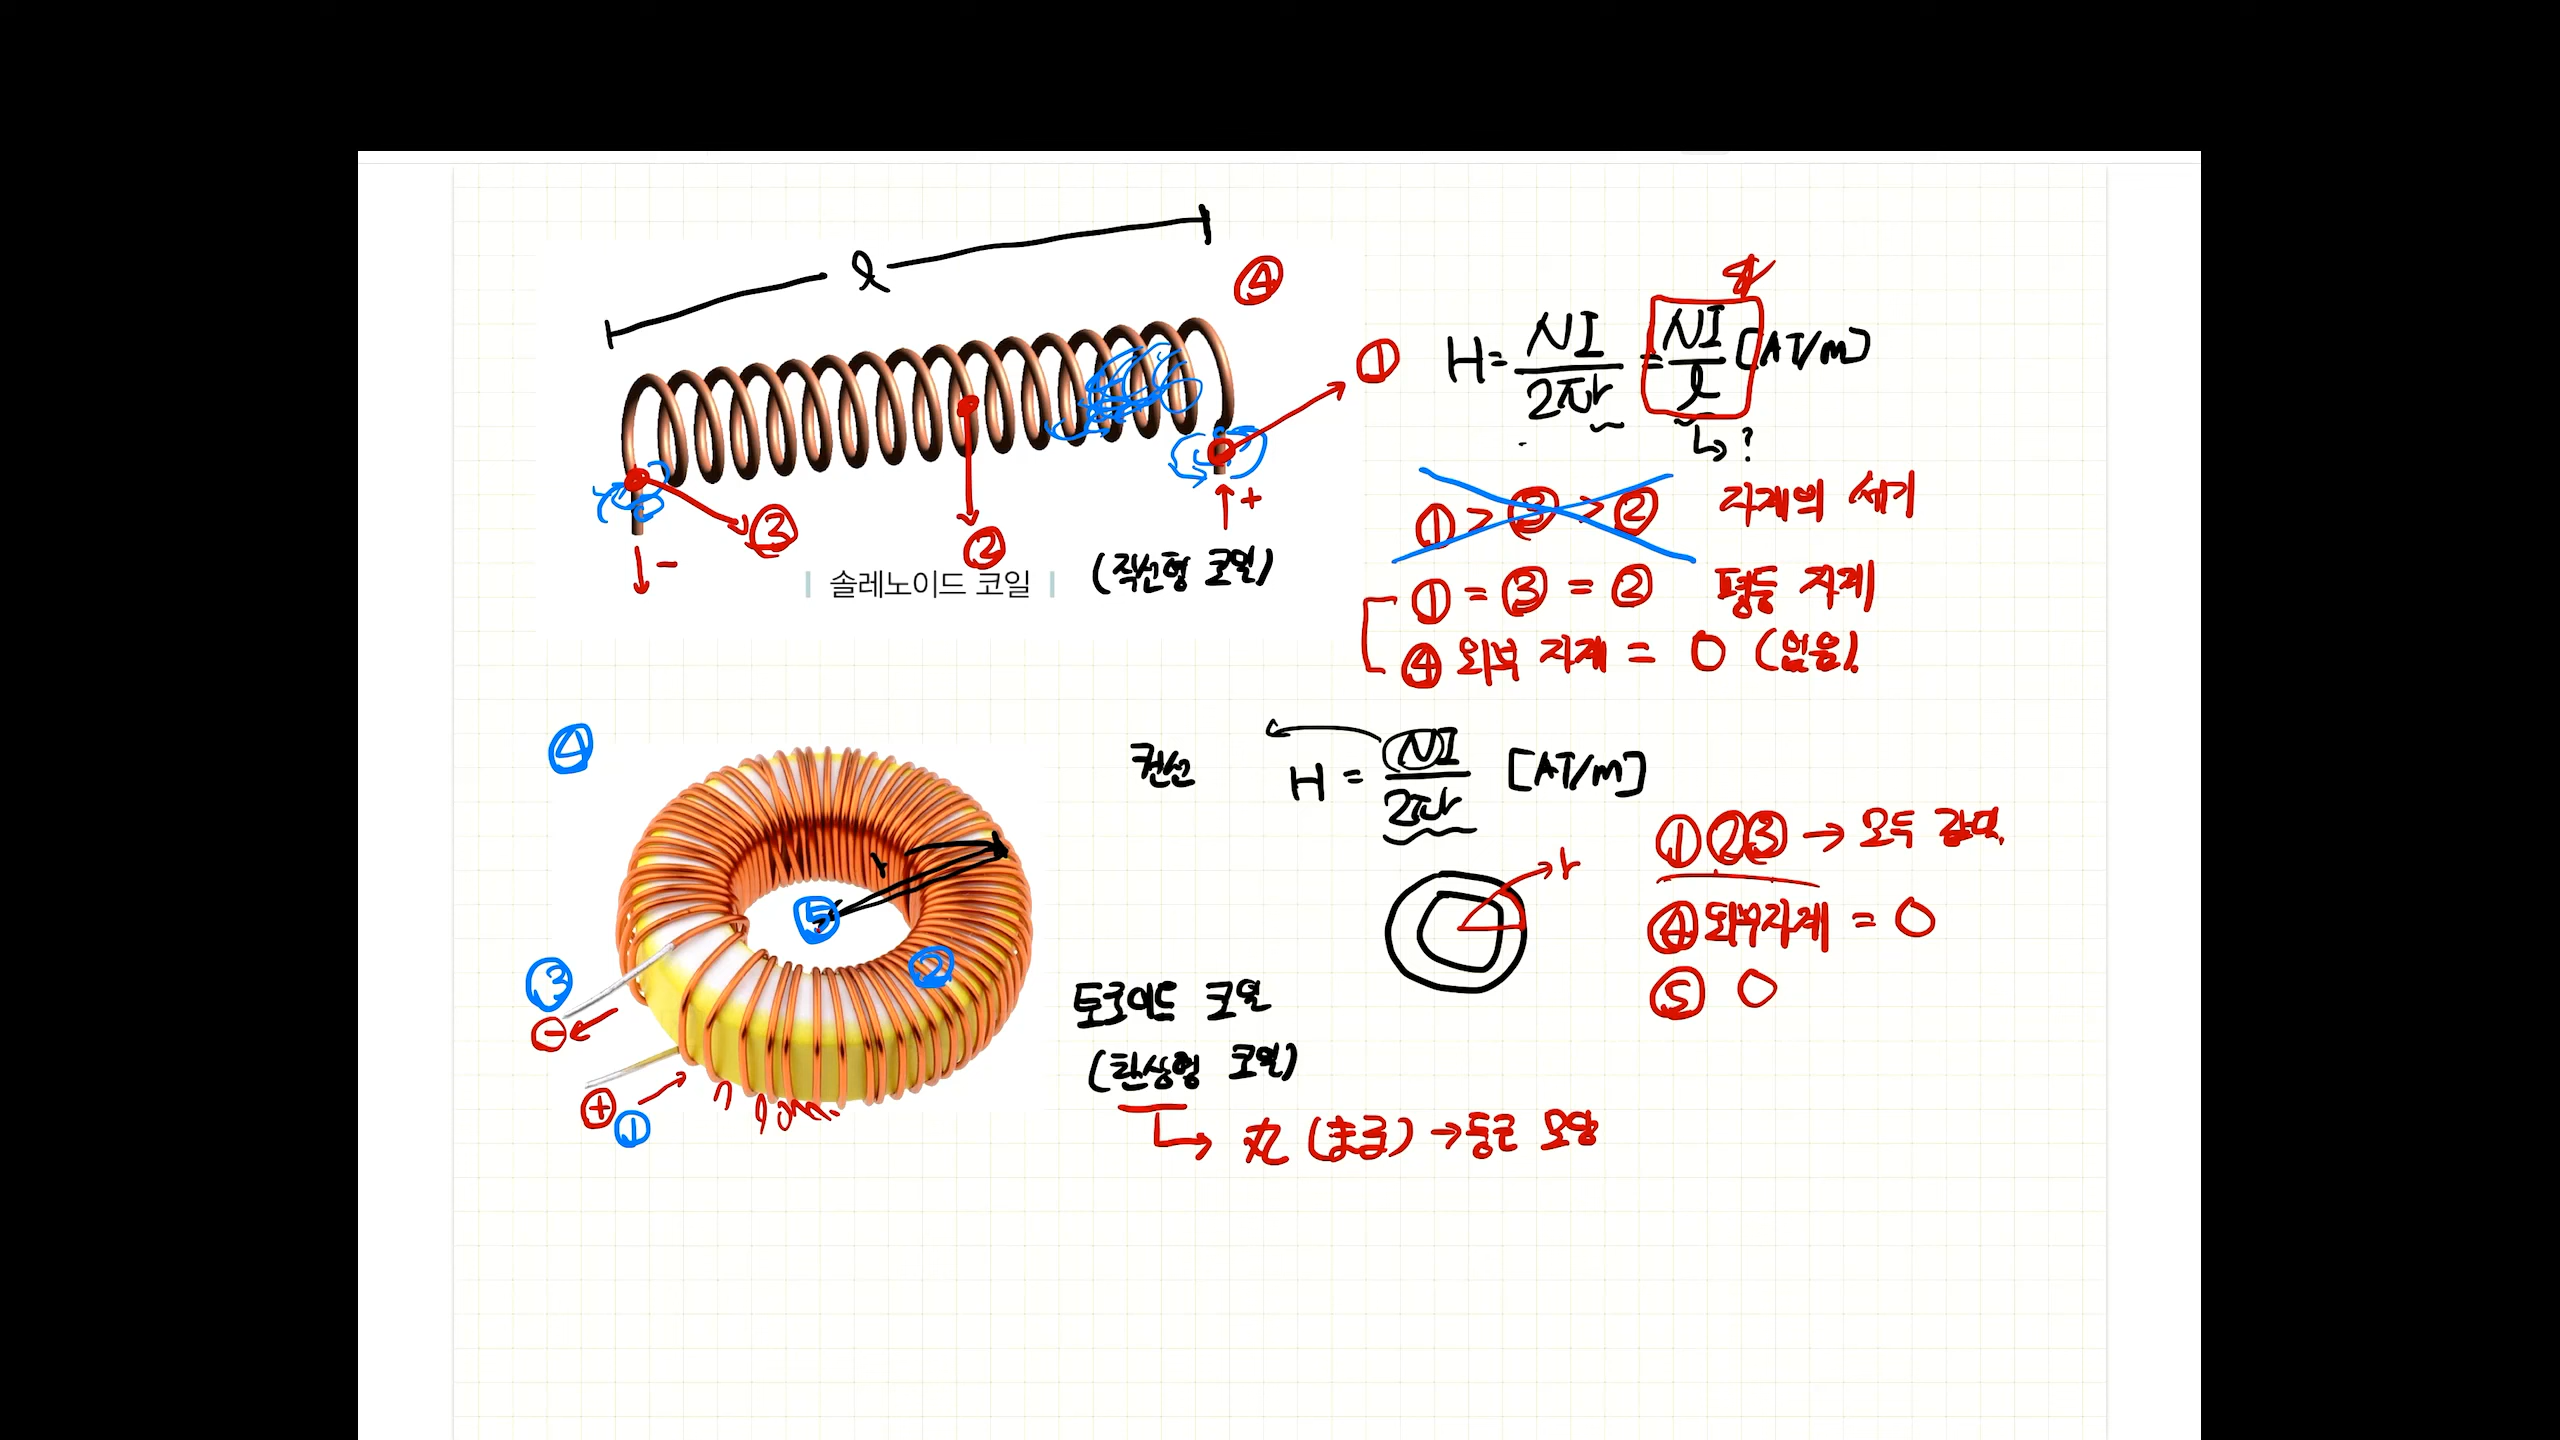 l
④
①
H = NI / 2πr = NI / l [AT/m]
↳ ?
① > ③ > ② 자계의 세기
③
②
+
-
| 솔레노이드 코일 | (직선형 코일)
① = ③ = ② 평등 자계
④ 외부 자계 = 0 (없음).
④
권선 H = NI / 2πr [AT/m]
r
⑤
②
r
①②③ → 모두 같다.
④ 외부자계 = 0
⑤ 0
③
⊖
토로이드 코일
(환상형 코일)
⊕
①
↳ 丸 (まる) → 둥근 모양